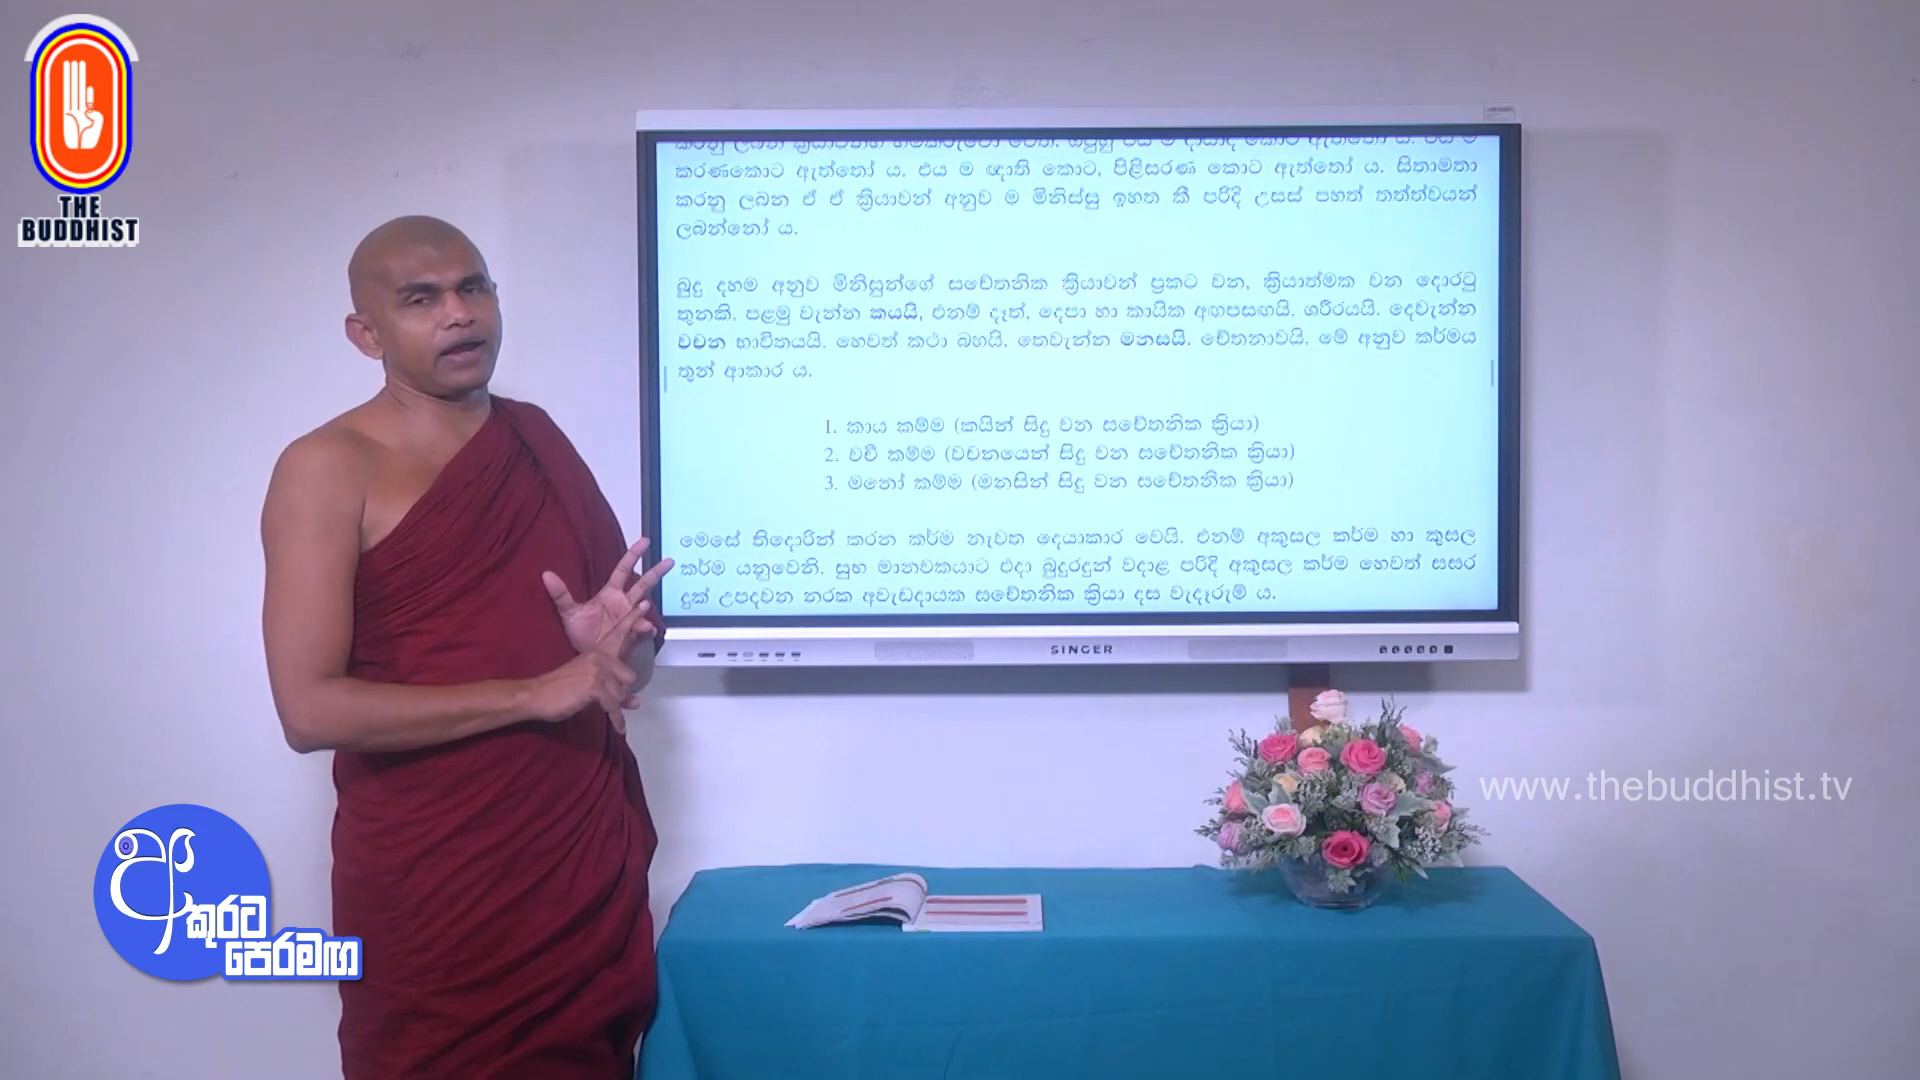 THE
BUDDHIST
කරණකොට ඇත්තෝ ය. එය ම ඥාති කොට, පිළිසරණ කොට ඇත්තෝ ය. සිතාමතා
කරනු ලබන ඒ ඒ ක්‍රියාවන් අනුව ම මිනිස්සු ඉහත කී පරිදි උසස් පහත් තත්ත්වයන්
ලබන්නෝ ය.
බුදු දහම අනුව මිනිසුන්ගේ සචේතනික ක්‍රියාවන් ප්‍රකට වන, ක්‍රියාත්මක වන දොරටු
තුනකි. පළමු වැන්න කයයි, එනම් දෑත්, දෙපා හා කායික අඟපසඟයි. ශරීරයයි. දෙවැන්න
වචන භාවිතයයි. හෙවත් කථා බහයි. තෙවැන්න මනසයි. චේතනාවයි. මේ අනුව කර්මය
තුන් ආකාර ය.
1. කාය කම්ම (කයින් සිදු වන සචේතනික ක්‍රියා)
2. වචී කම්ම (වචනයෙන් සිදු වන සචේතනික ක්‍රියා)
3. මනෝ කම්ම (මනසින් සිදු වන සචේතනික ක්‍රියා)
මෙසේ තිදොරින් කරන කර්ම නැවත දෙයාකාර වෙයි. එනම් අකුසල කර්ම හා කුසල
කර්ම යනුවෙනි. සුභ මානවකයාට එදා බුදුරදුන් වදාළ පරිදි අකුසල කර්ම හෙවත් සසර
දුක් උපදවන නරක අවැඩදායක සචේතනික ක්‍රියා දස වැදෑරුම් ය.
SINGER
www.thebuddhist.tv
අකුරට
පෙරමඟ